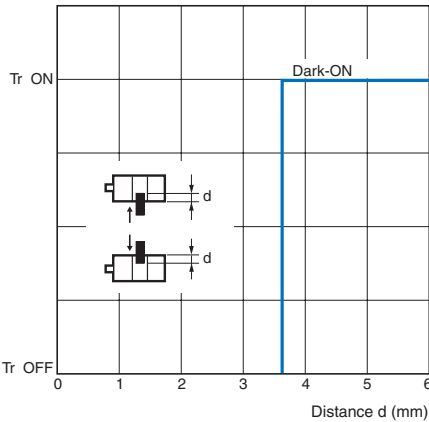 Tr ON
Dark-ON
d
d
Tr OFF
0 1 2 3 4 5 6
Distance d (mm)